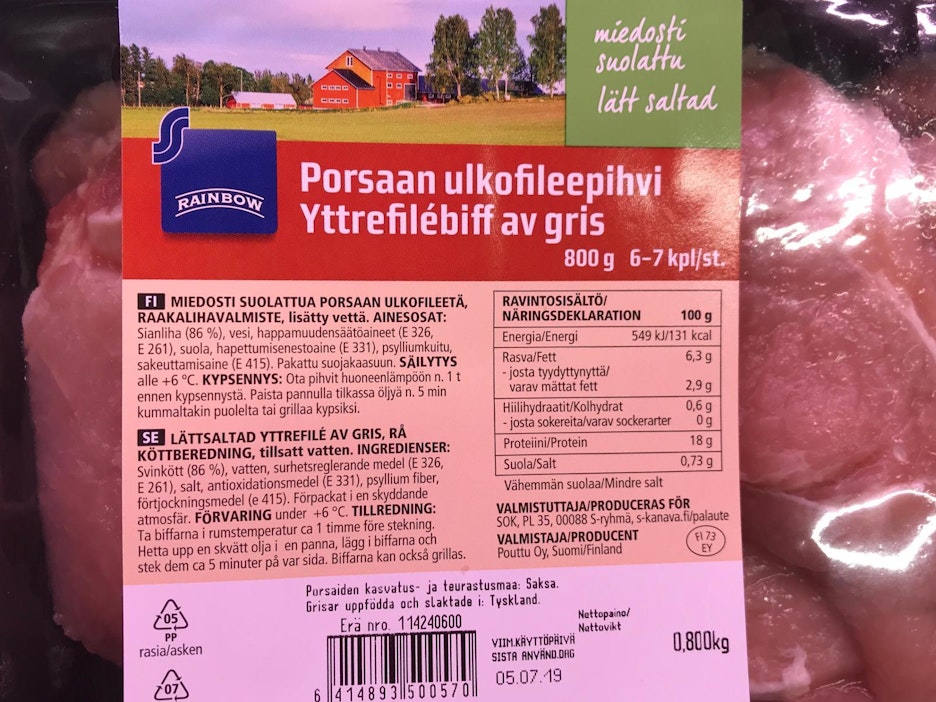 miedosti
suolattu
lätt saltad
RAINBOW
Porsaan ulkofileepihvi
Yttrefilébiff av gris
800 g 6–7 kpl/st.
FI MIEDOSTI SUOLATTUA PORSAAN ULKOFILEETÄ,
RAAKALIHAVALMISTE, lisätty vettä. AINESOSAT:
Sianliha (86 %), vesi, happamuudensäätöaineet (E 326,
E 261), suola, hapettumisenestoaine (E 331), psylliumkuitu,
sakeuttamisaine (E 415). Pakattu suojakaasuun. SÄILYTYS
alle +6 °C. KYPSENNYS: Ota pihvit huoneenlämpöön n. 1 t
ennen kypsennystä. Paista pannulla tilkassa öljyä n. 5 min
kummaltakin puolelta tai grillaa kypsiksi.
SE LÄTTSALTAD YTTREFILÉ AV GRIS, RÅ
KÖTTBEREDNING, tillsatt vatten. INGREDIENSER:
Svinkött (86 %), vatten, surhetsreglerande medel (E 326,
E 261), salt, antioxidationsmedel (E 331), psyllium fiber,
förtjockningsmedel (e 415). Förpackat i en skyddande
atmosfär. FÖRVARING under +6 °C. TILLREDNING:
Ta biffarna i rumstemperatur ca 1 timme före stekning.
Hetta upp en skvätt olja i en panna, lägg i biffarna och
stek dem ca 5 minuter på var sida. Biffarna kan också grillas.
RAVINTOSISÄLTÖ/
NÄRINGSDEKLARATION 100 g
Energia/Energi 549 kJ/131 kcal
Rasva/Fett 6,3 g
- josta tyydyttynyttä/
varav mättat fett 2,9 g
Hiilihydraatit/Kolhydrat 0,6 g
- josta sokereita/varav sockerarter 0 g
Proteiini/Protein 18 g
Suola/Salt 0,73 g
Vähemmän suolaa/Mindre salt
VALMISTUTTAJA/PRODUCERAS FÖR
SOK, PL 35, 00088 S-ryhmä, s-kanava.fi/palaute
VALMISTAJA/PRODUCENT
Pouttu Oy, Suomi/Finland
FI 73
EY
Porsaiden kasvatus- ja teurastusmaa: Saksa.
Grisar uppfödda och slaktade i: Tyskland.
Erä nro. 114240600
6 414893 500570
05
PP
rasia/asken
07
VIIM.KÄYTTÖPÄIVÄ
SISTA ANVÄND.DAG
05.07.19
Nettopaino/
Nettovikt
0,800kg